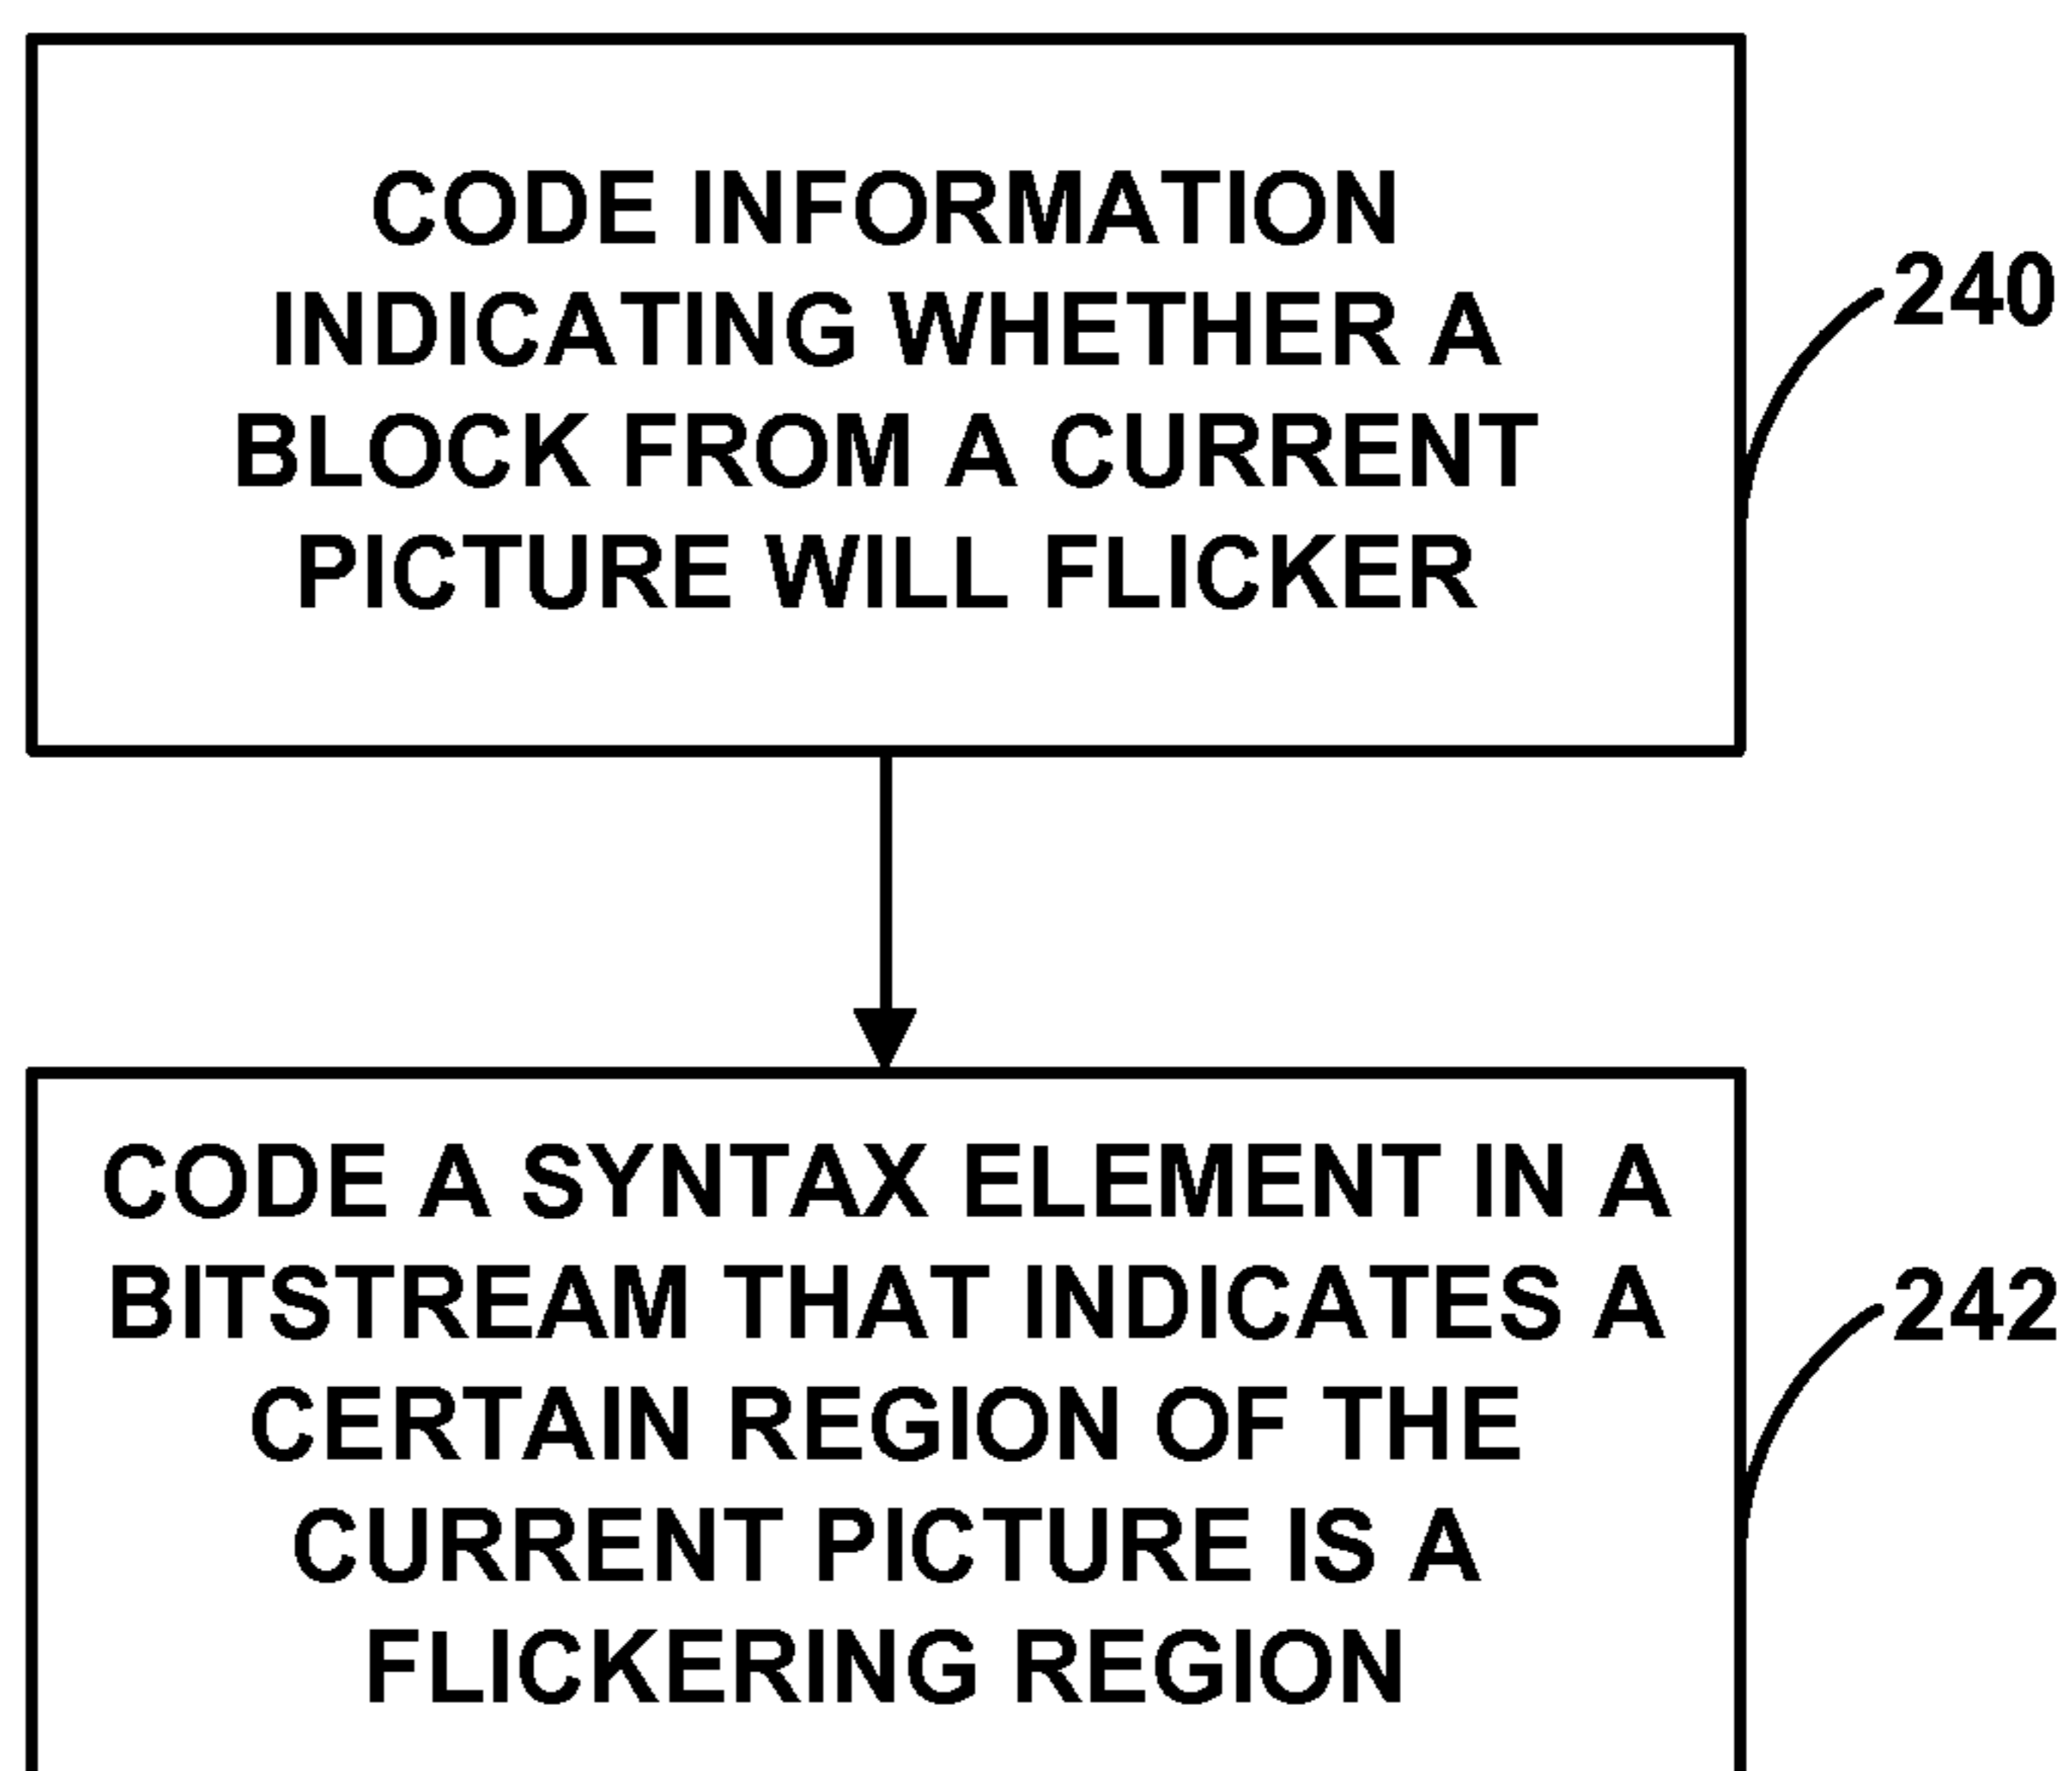 CODE INFORMATION
INDICATING WHETHER A
BLOCK FROM A CURRENT
PICTURE WILL FLICKER
240
CODE A SYNTAX ELEMENT IN A
BITSTREAM THAT INDICATES A
CERTAIN REGION OF THE
CURRENT PICTURE IS A
FLICKERING REGION
242